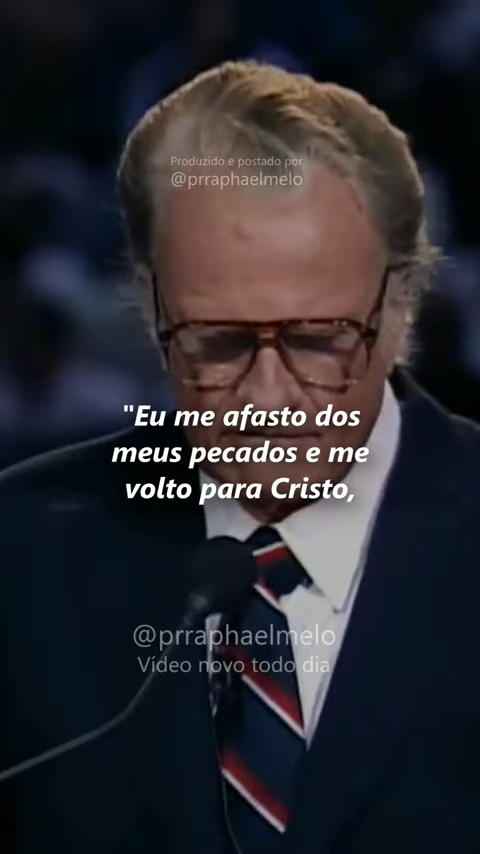 Produzido e postado por
@prraphaelmelo
"Eu me afasto dos
meus pecados e me
volto para Cristo,
@prraphaelmelo
Vídeo novo todo dia